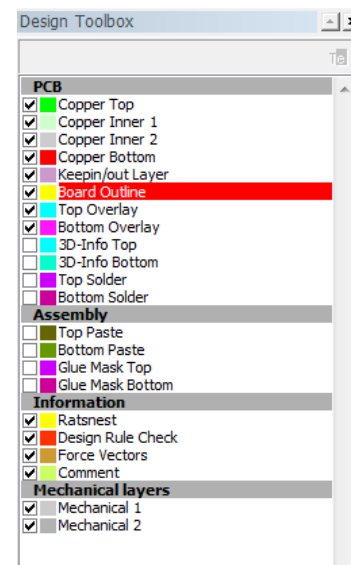 Design Toolbox
Te
PCB
Copper Top
Copper Inner 1
Copper Inner 2
Copper Bottom
Keepin/out Layer
Board Outline
Top Overlay
Bottom Overlay
3D-Info Top
3D-Info Bottom
Top Solder
Bottom Solder
Assembly
Top Paste
Bottom Paste
Glue Mask Top
Glue Mask Bottom
Information
Ratsnest
Design Rule Check
Force Vectors
Comment
Mechanical layers
Mechanical 1
Mechanical 2